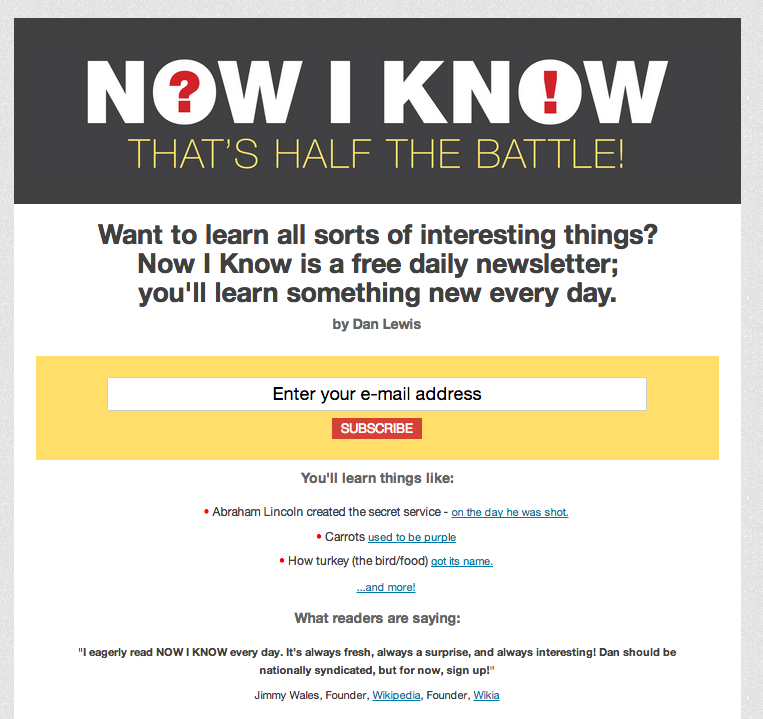 NOW I KNOW
THAT'S HALF THE BATTLE!
Want to learn all sorts of interesting things?
Now I Know is a free daily newsletter;
you'll learn something new every day.
by Dan Lewis
Enter your e-mail address
SUBSCRIBE
You'll learn things like:
• Abraham Lincoln created the secret service - on the day he was shot.
• Carrots used to be purple
• How turkey (the bird/food) got its name.
...and more!
What readers are saying:
"I eagerly read NOW I KNOW every day. It's always fresh, always a surprise, and always interesting! Dan should be
nationally syndicated, but for now, sign up!"
Jimmy Wales, Founder, Wikipedia, Founder, Wikia